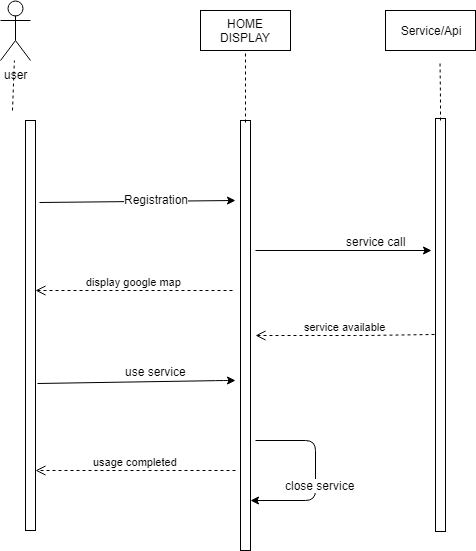 HOME
DISPLAY
Service/Api
user
Registration
service call
display google map
service available
use service
usage completed
close service